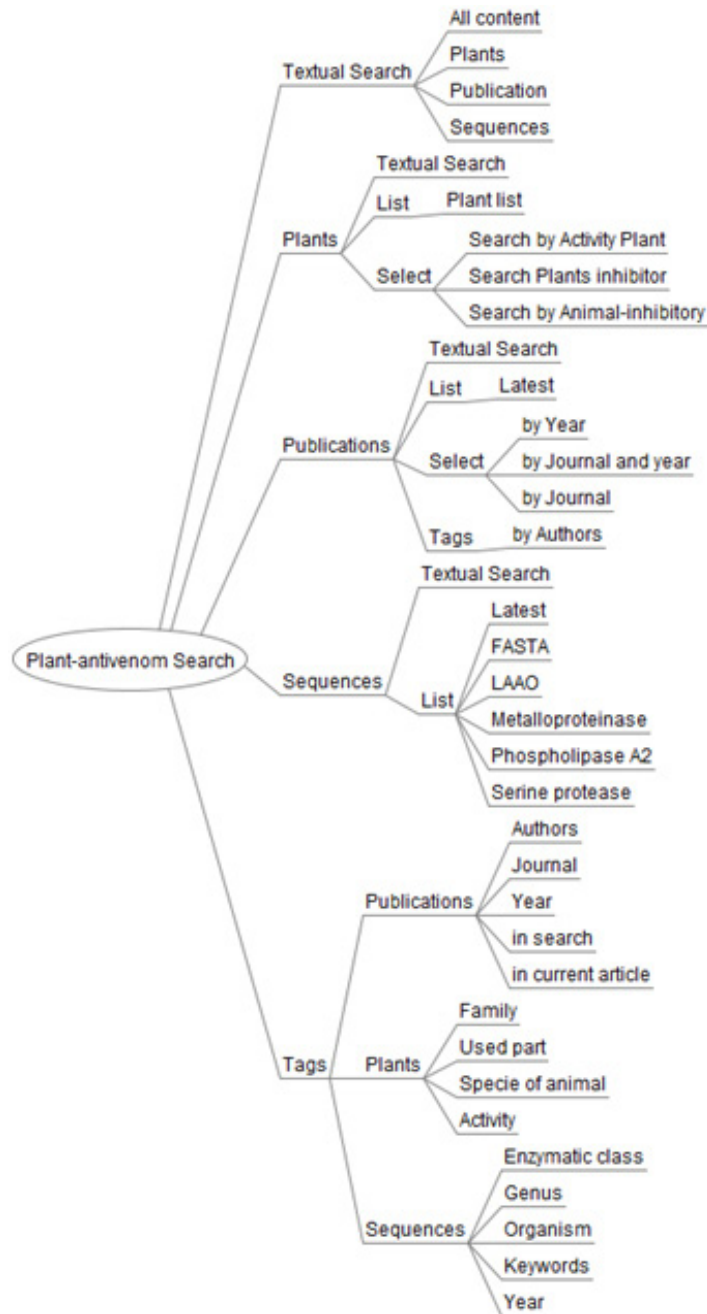 All content
Textual Search
Plants
Publication
Sequences
Textual Search
List
Plant list
Plants
Select
Search by Activity Plant
Search Plants inhibitor
Search by Animal-inhibitory
Textual Search
List
Latest
Publications
Select
by Year
by Journal and year
by Journal
Tags
by Authors
Plant-antivenom Search
Textual Search
Sequences
List
Latest
FASTA
LAAO
Metalloproteinase
Phospholipase A2
Serine protease
Authors
Journal
Publications
Year
in search
in current article
Tags
Family
Used part
Plants
Specie of animal
Activity
Enzymatic class
Genus
Sequences
Organism
Keywords
Year